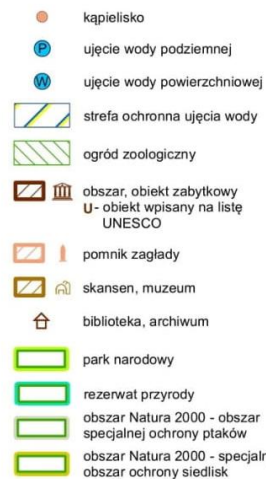 kąpielisko
P ujęcie wody podziemnej
W ujęcie wody powierzchniowej
strefa ochronna ujęcia wody
ogród zoologiczny
obszar, obiekt zabytkowy
U- obiekt wpisany na listę
UNESCO
pomnik zagłady
skansen, muzeum
biblioteka, archiwum
park narodowy
rezerwat przyrody
obszar Natura 2000 - obszar
specjalnej ochrony ptaków
obszar Natura 2000 - specjaln
obszar ochrony siedlisk